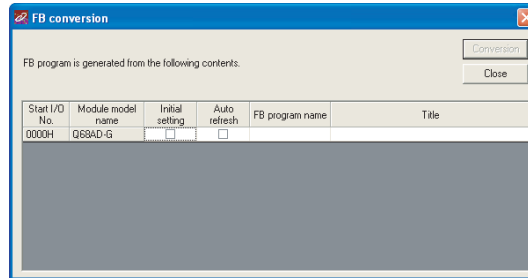 FB conversion
Conversion
FB program is generated from the following contents.
Close
Start I/O No. Module model name Initial setting Auto refresh FB program name Title
0000H Q68AD-G